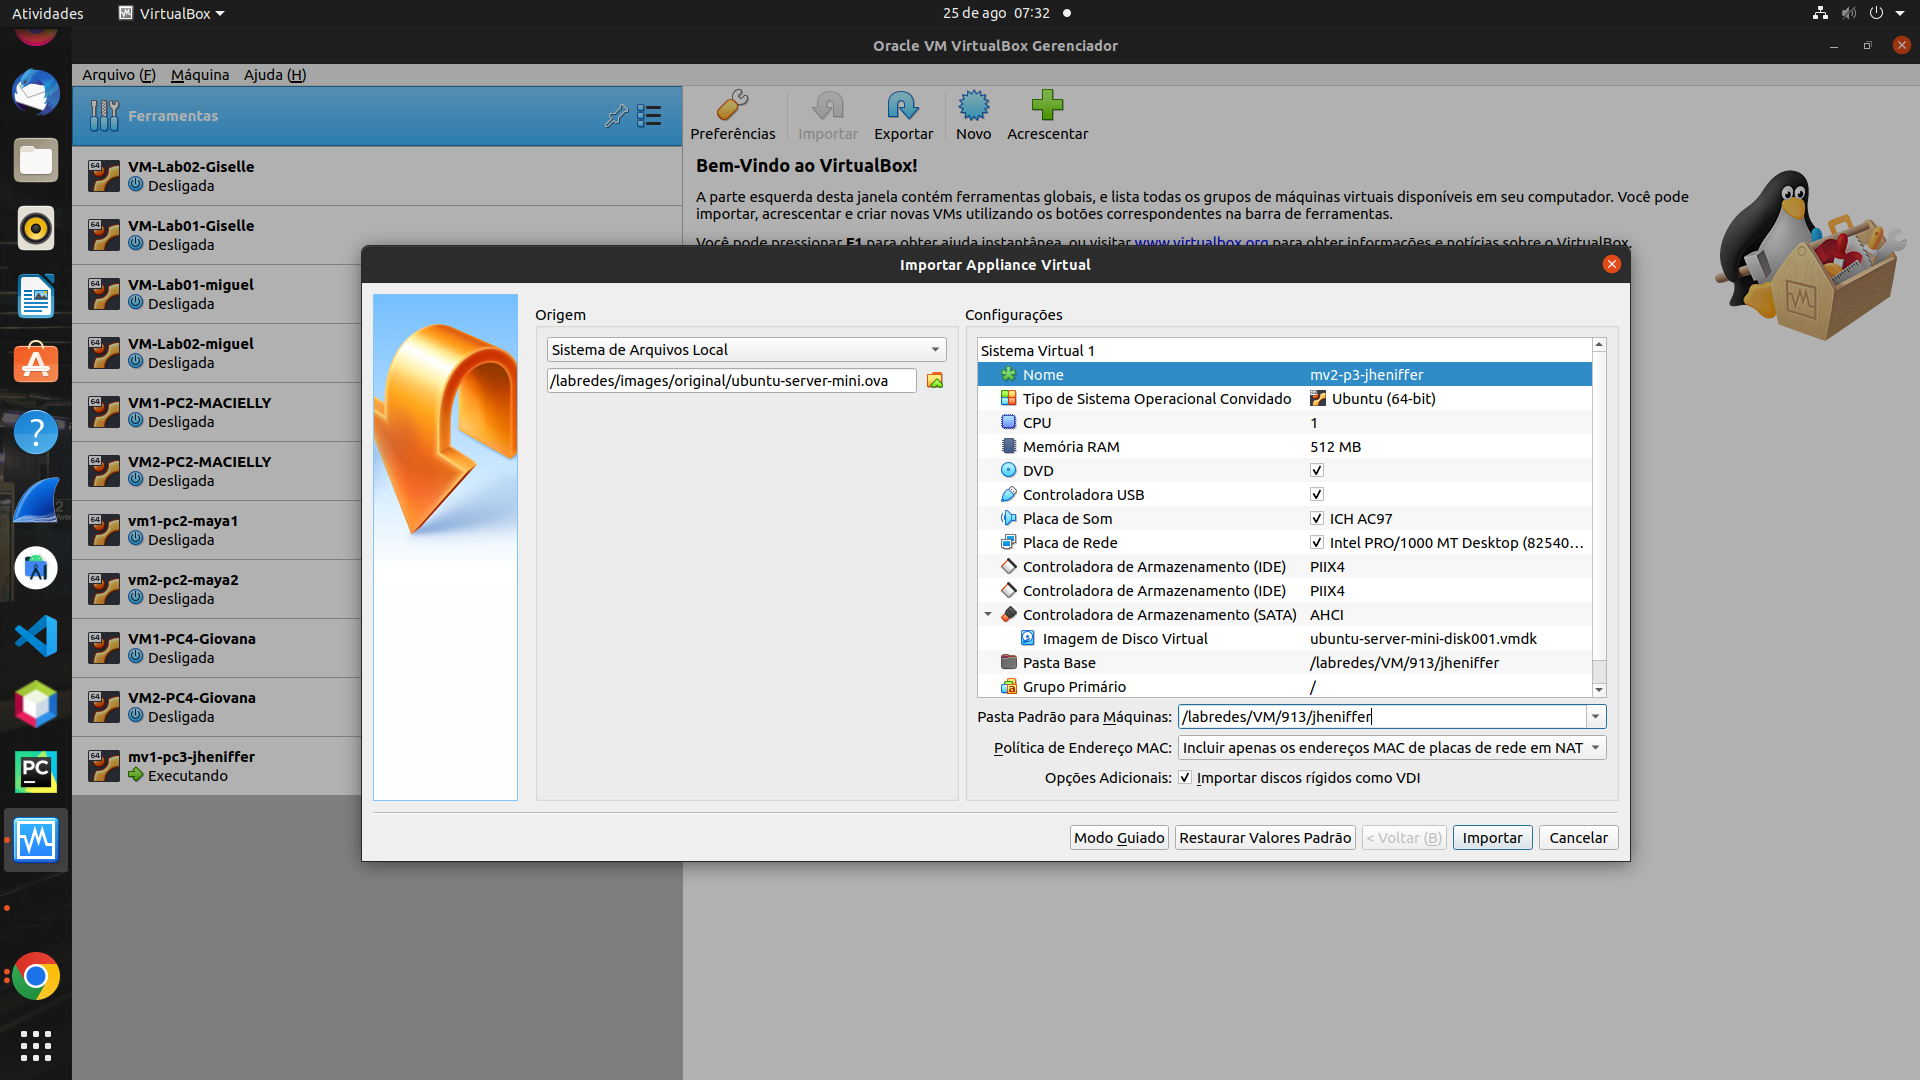 Atividades
VirtualBox
25 de ago 07:32
Oracle VM VirtualBox Gerenciador
Arquivo (F) Máquina Ajuda (H)
Ferramentas
Preferências
Importar
Exportar
Novo
Acrescentar
64 VM-Lab02-Giselle
Desligada
64 VM-Lab01-Giselle
Desligada
64 VM-Lab01-miguel
Desligada
64 VM-Lab02-miguel
Desligada
64 VM1-PC2-MACIELLY
Desligada
64 VM2-PC2-MACIELLY
Desligada
64 vm1-pc2-maya1
Desligada
64 vm2-pc2-maya2
Desligada
64 VM1-PC4-Giovana
Desligada
64 VM2-PC4-Giovana
Desligada
64 mv1-pc3-jheniffer
Executando
Bem-Vindo ao VirtualBox!
A parte esquerda desta janela contém ferramentas globais, e lista todas os grupos de máquinas virtuais disponíveis em seu computador. Você pode
importar, acrescentar e criar novas VMs utilizando os botões correspondentes na barra de ferramentas.
Você pode pressionar F1 para obter ajuda instantânea, ou visitar www.virtualbox.org para obter informações e notícias sobre o VirtualBox.
Importar Appliance Virtual
Origem
Sistema de Arquivos Local
/labredes/images/original/ubuntu-server-mini.ova
Configurações
Sistema Virtual 1
Nome mv2-p3-jheniffer
Tipo de Sistema Operacional Convidado Ubuntu (64-bit)
CPU 1
Memória RAM 512 MB
DVD
Controladora USB
Placa de Som ICH AC97
Placa de Rede Intel PRO/1000 MT Desktop (82540...
Controladora de Armazenamento (IDE) PIIX4
Controladora de Armazenamento (IDE) PIIX4
Controladora de Armazenamento (SATA) AHCI
Imagem de Disco Virtual ubuntu-server-mini-disk001.vmdk
Pasta Base /labredes/VM/913/jheniffer
Grupo Primário /
Pasta Padrão para Máquinas: /labredes/VM/913/jheniffer
Política de Endereço MAC: Incluir apenas os endereços MAC de placas de rede em NAT
Opções Adicionais: Importar discos rígidos como VDI
Modo Guiado
Restaurar Valores Padrão
< Voltar (B)
Importar
Cancelar
PC